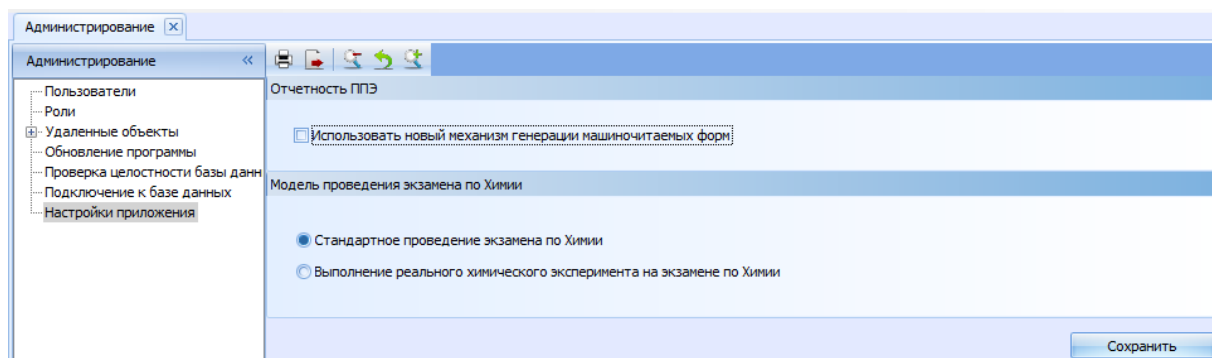 Администрирование
Администрирование
Пользователи
Роли
Удаленные объекты
Обновление программы
Проверка целостности базы данн
Подключение к базе данных
Настройки приложения
Отчетность ППЭ
Использовать новый механизм генерации машиночитаемых форм
Модель проведения экзамена по Химии
Стандартное проведение экзамена по Химии
Выполнение реального химического эксперимента на экзамене по Химии
Сохранить